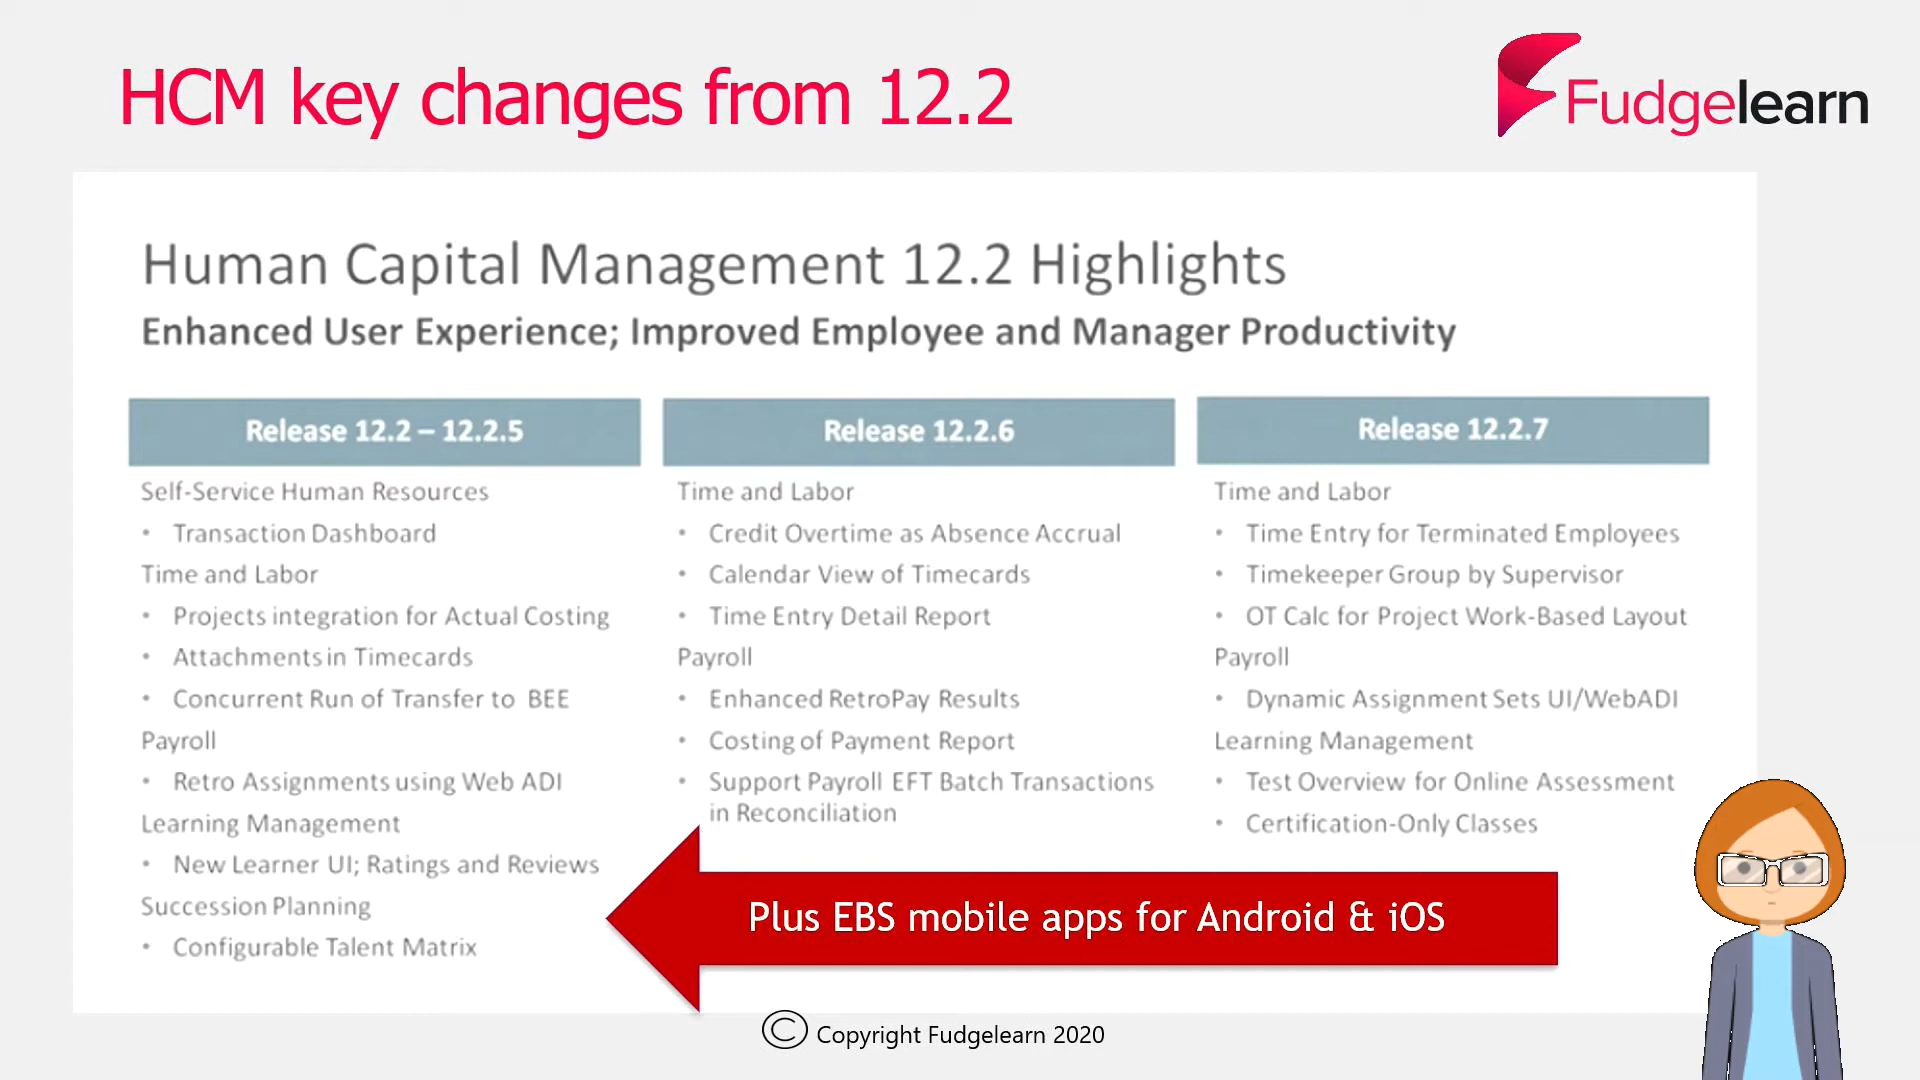 HCM key changes from 12.2
Fudgelearn
Human Capital Management 12.2 Highlights
Enhanced User Experience; Improved Employee and Manager Productivity
Release 12.2 – 12.2.5
Self-Service Human Resources
• Transaction Dashboard
Time and Labor
• Projects integration for Actual Costing
• Attachments in Timecards
• Concurrent Run of Transfer to BEE
Payroll
• Retro Assignments using Web ADI
Learning Management
• New Learner UI; Ratings and Reviews
Succession Planning
• Configurable Talent Matrix
Release 12.2.6
Time and Labor
• Credit Overtime as Absence Accrual
• Calendar View of Timecards
• Time Entry Detail Report
Payroll
• Enhanced RetroPay Results
• Costing of Payment Report
• Support Payroll EFT Batch Transactions
in Reconciliation
Release 12.2.7
Time and Labor
• Time Entry for Terminated Employees
• Timekeeper Group by Supervisor
• OT Calc for Project Work-Based Layout
Payroll
• Dynamic Assignment Sets UI/WebADI
Learning Management
• Test Overview for Online Assessment
• Certification-Only Classes
Plus EBS mobile apps for Android & iOS
© Copyright Fudgelearn 2020